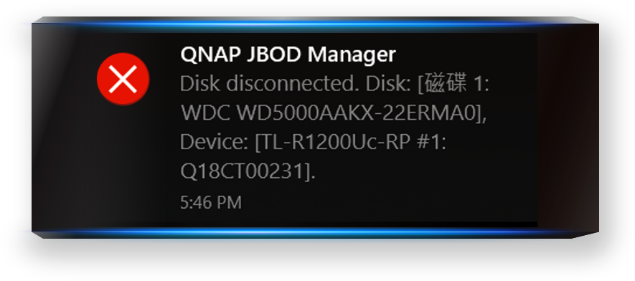 QNAP JBOD Manager
Disk disconnected. Disk: [磁碟 1:
WDC WD5000AAKX-22ERMA0],
Device: [TL-R1200Uc-RP #1:
Q18CT00231].
5:46 PM